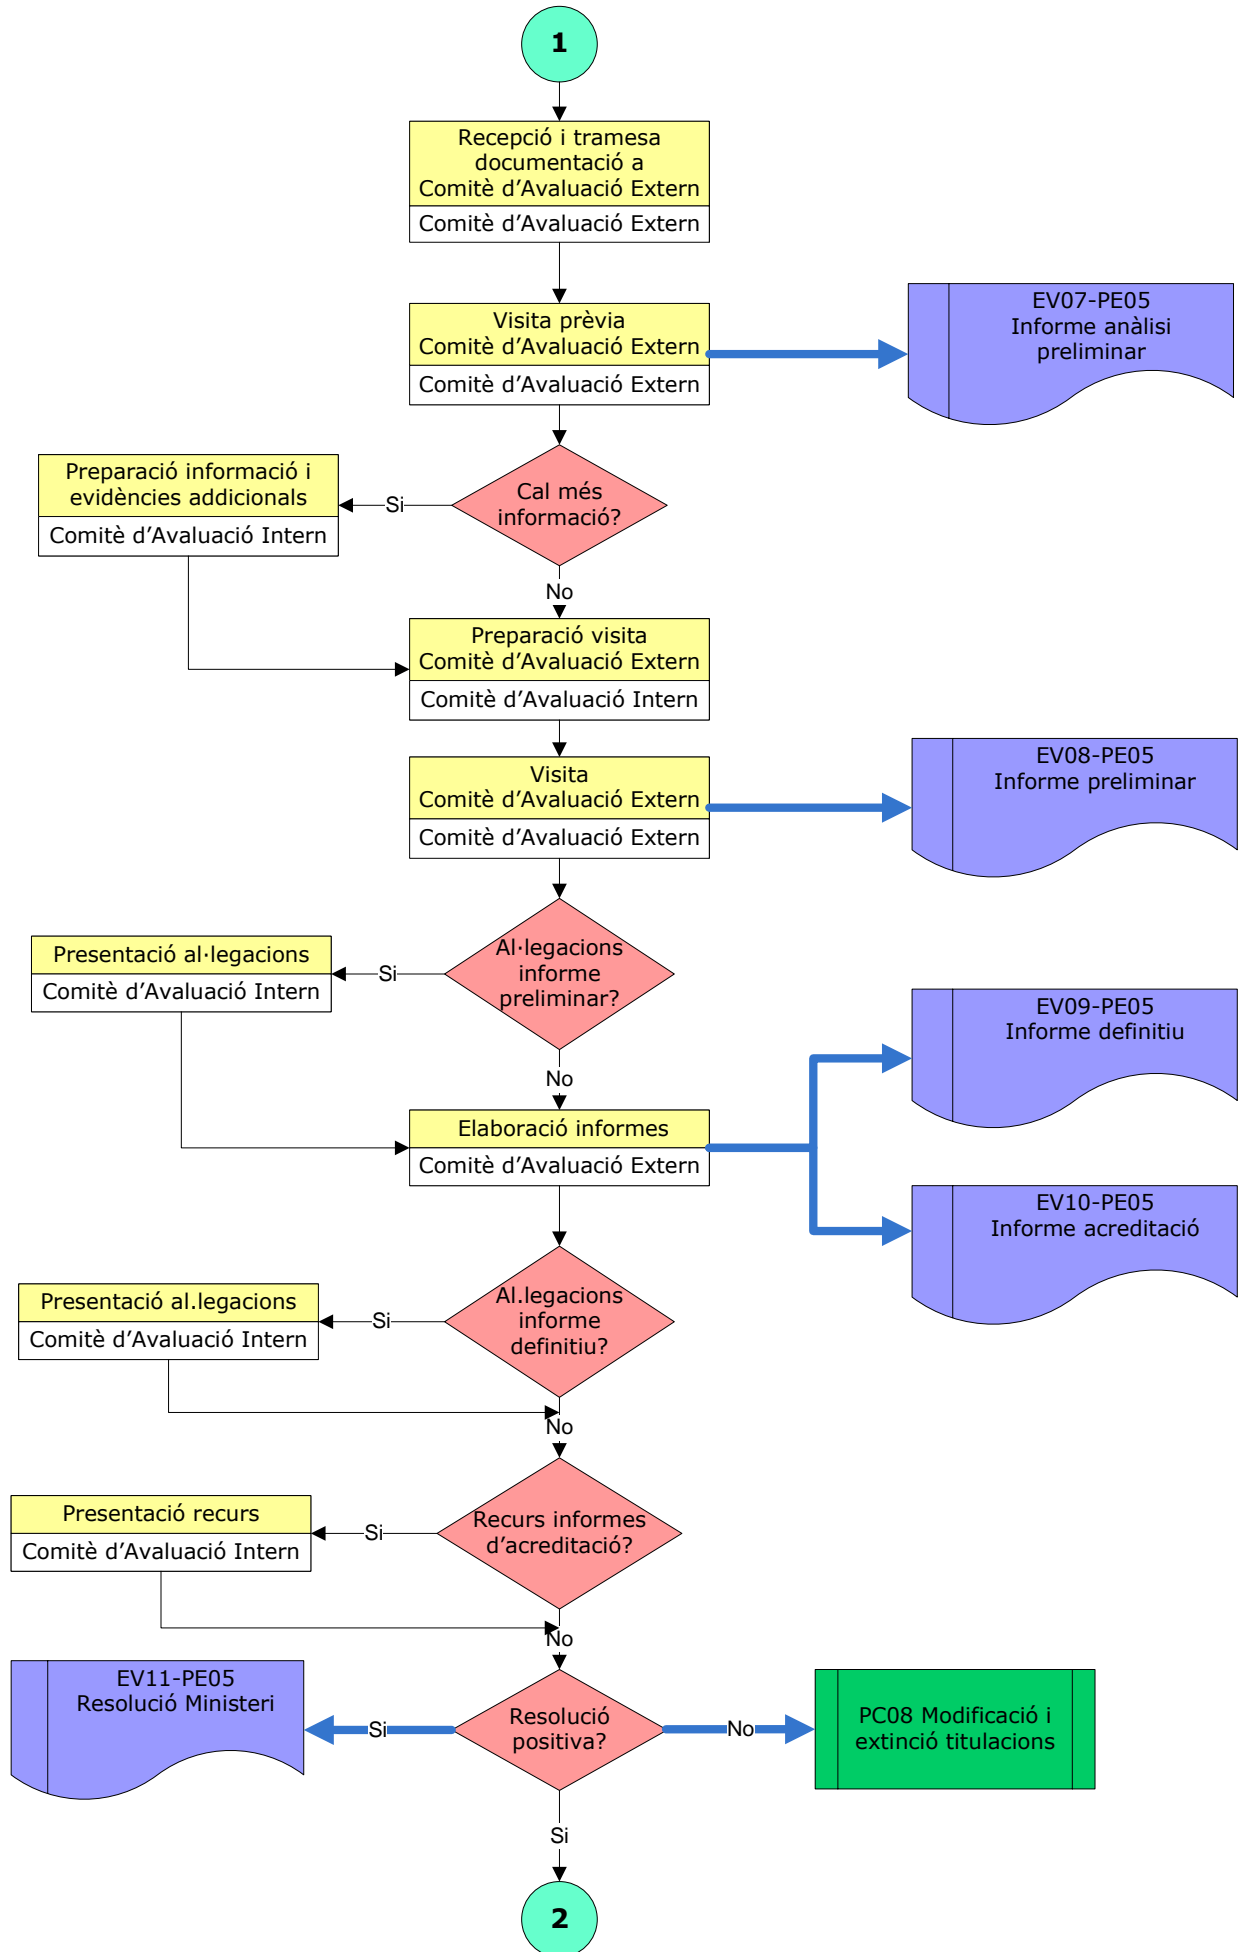 1
Recepció i tramesa
documentació a
Comitè d'Avaluació Extern
Comitè d'Avaluació Extern
Visita prèvia
Comitè d'Avaluació Extern
Comitè d'Avaluació Extern
EV07-PE05
Informe anàlisi
preliminar
Cal més
informació?
Si
Preparació informació i
evidències addicionals
Comitè d'Avaluació Intern
No
Preparació visita
Comitè d'Avaluació Extern
Comitè d'Avaluació Intern
Visita
Comitè d'Avaluació Extern
Comitè d'Avaluació Extern
EV08-PE05
Informe preliminar
Al·legacions
informe
preliminar?
Si
Presentació al·legacions
Comitè d'Avaluació Intern
No
Elaboració informes
Comitè d'Avaluació Extern
EV09-PE05
Informe definitiu
EV10-PE05
Informe acreditació
Al.legacions
informe
definitiu?
Si
Presentació al.legacions
Comitè d'Avaluació Intern
No
Recurs informes
d'acreditació?
Si
Presentació recurs
Comitè d'Avaluació Intern
No
Resolució
positiva?
Si
EV11-PE05
Resolució Ministeri
No
PC08 Modificació i
extinció titulacions
Si
2